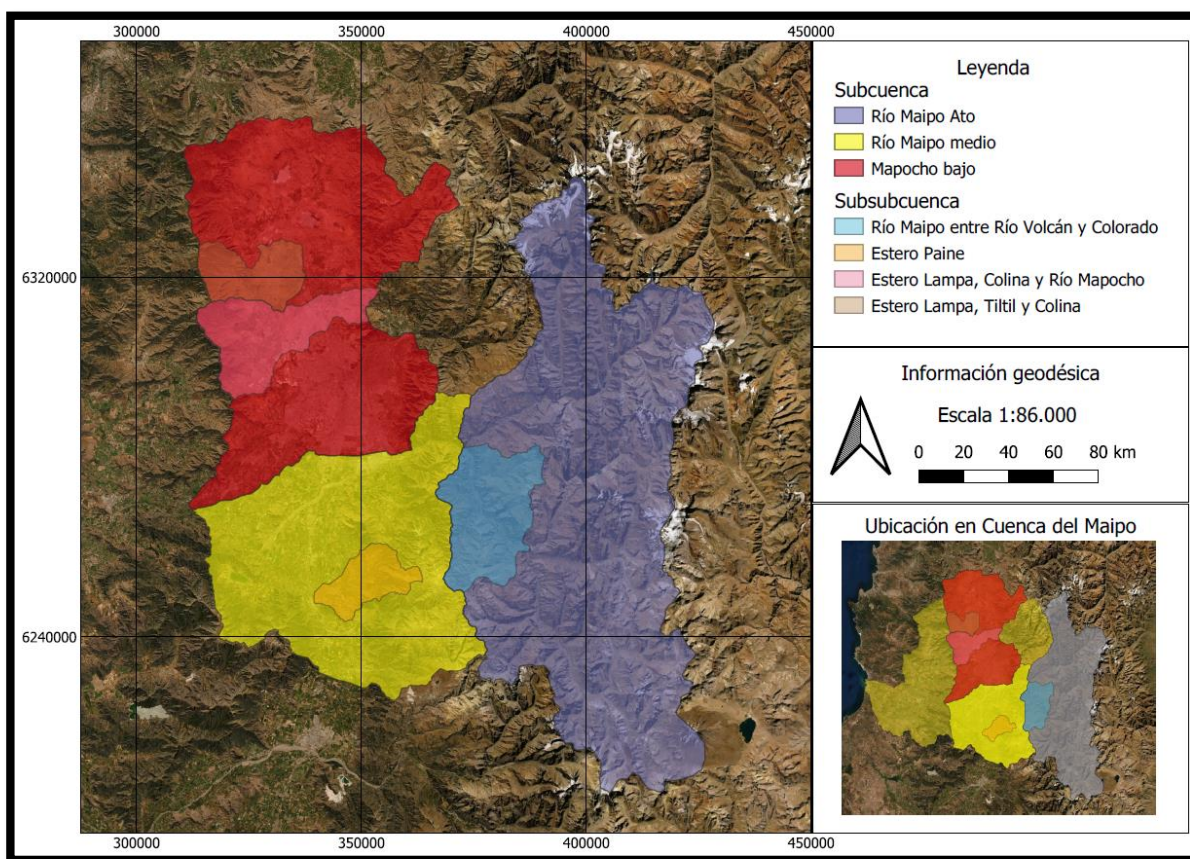 300000 350000 400000 450000
6320000
6240000
300000 350000 400000 450000
Leyenda
Subcuenca
Río Maipo Ato
Río Maipo medio
Mapocho bajo
Subsubcuenca
Río Maipo entre Río Volcán y Colorado
Estero Paine
Estero Lampa, Colina y Río Mapocho
Estero Lampa, Tiltil y Colina
Información geodésica
Escala 1:86.000
0 20 40 60 80 km
Ubicación en Cuenca del Maipo